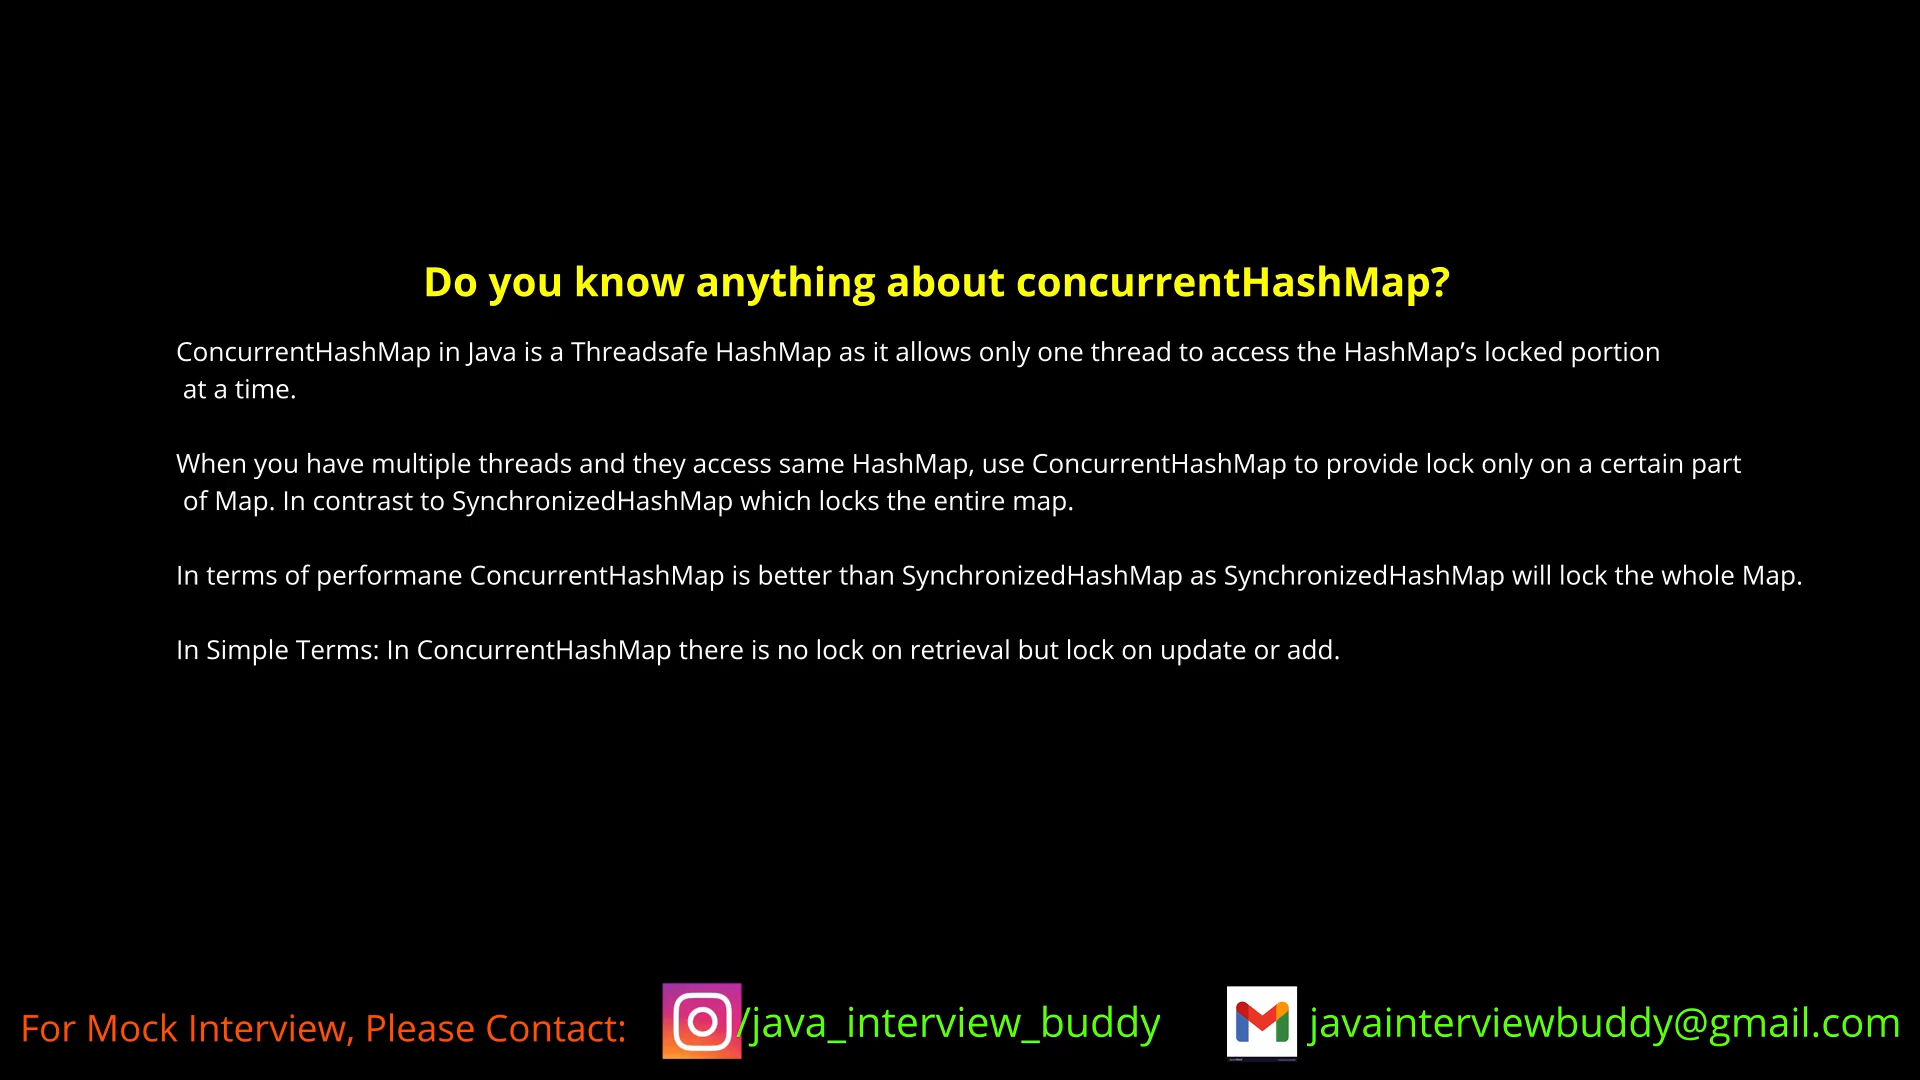 Do you know anything about concurrentHashMap?
ConcurrentHashMap in Java is a Threadsafe HashMap as it allows only one thread to access the HashMap’s locked portion
at a time.
When you have multiple threads and they access same HashMap, use ConcurrentHashMap to provide lock only on a certain part
of Map. In contrast to SynchronizedHashMap which locks the entire map.
In terms of performane ConcurrentHashMap is better than SynchronizedHashMap as SynchronizedHashMap will lock the whole Map.
In Simple Terms: In ConcurrentHashMap there is no lock on retrieval but lock on update or add.
For Mock Interview, Please Contact: /java_interview_buddy javainterviewbuddy@gmail.com